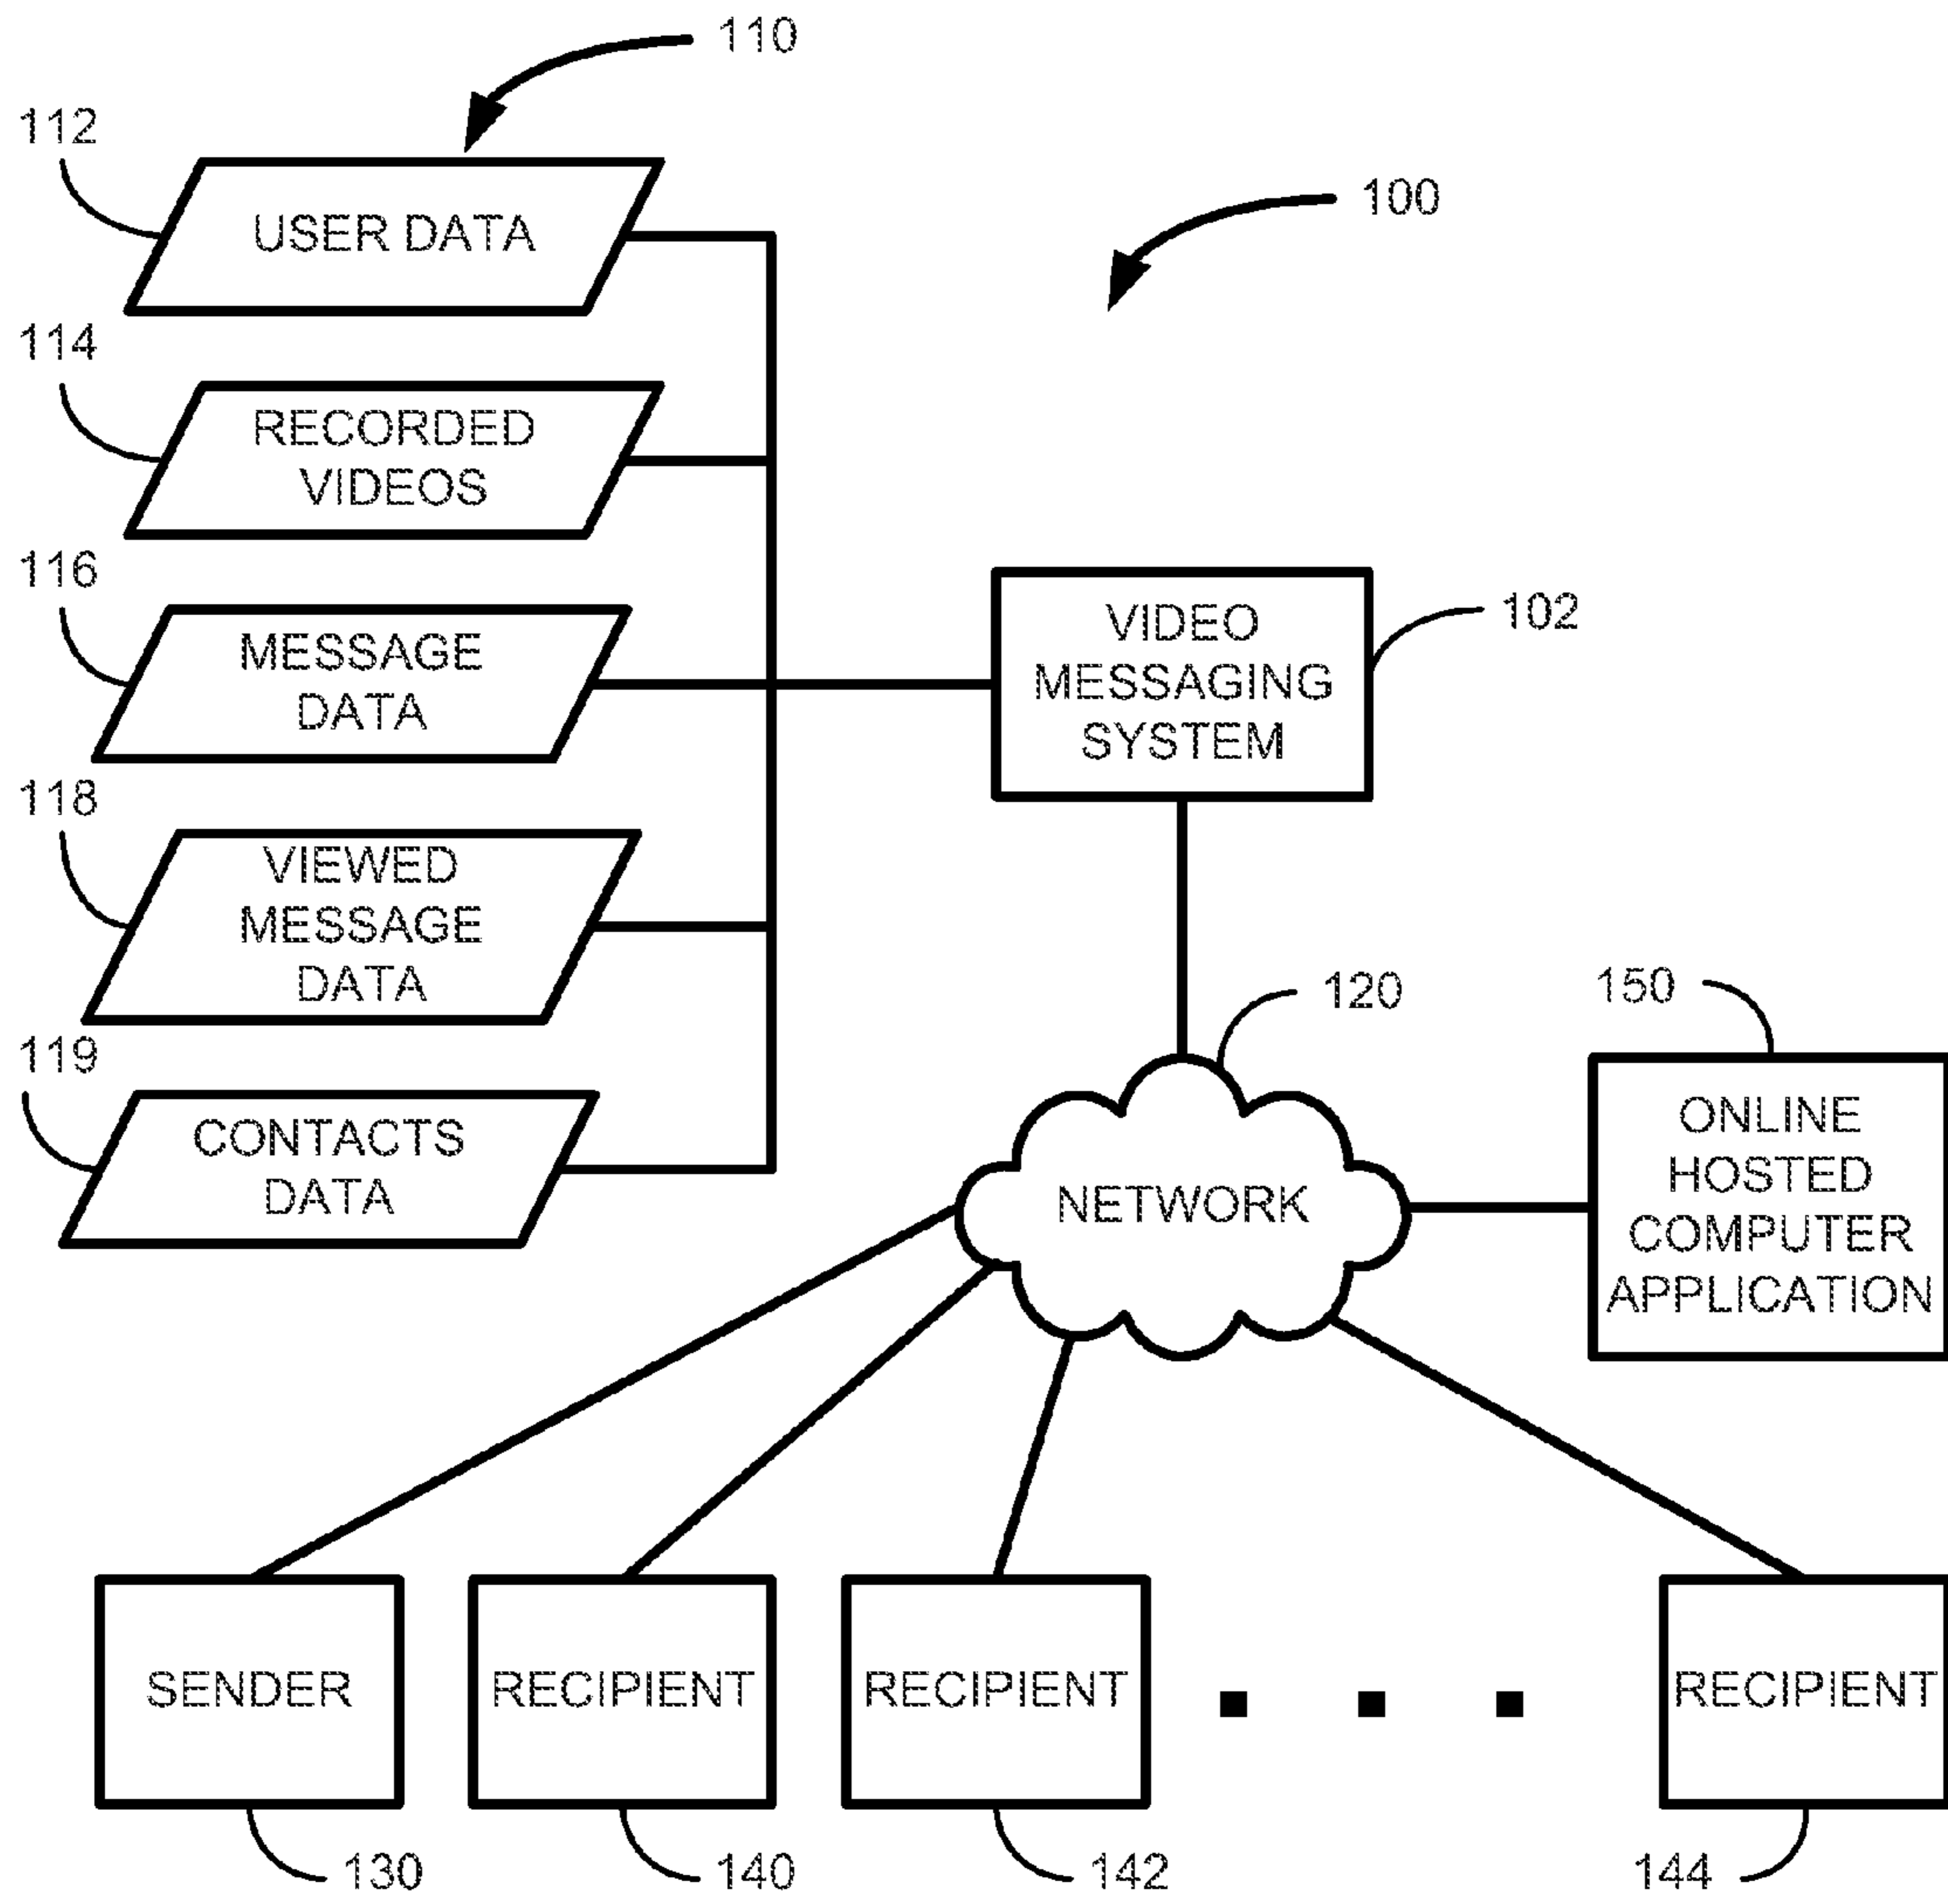 110
112
USER DATA
100
114
RECORDED
VIDEOS
116
MESSAGE
DATA
VIDEO
MESSAGING
SYSTEM
102
118
VIEWED
MESSAGE
DATA
120
150
119
CONTACTS
DATA
NETWORK
ONLINE
HOSTED
COMPUTER
APPLICATION
SENDER
RECIPIENT
RECIPIENT
RECIPIENT
130
140
142
144